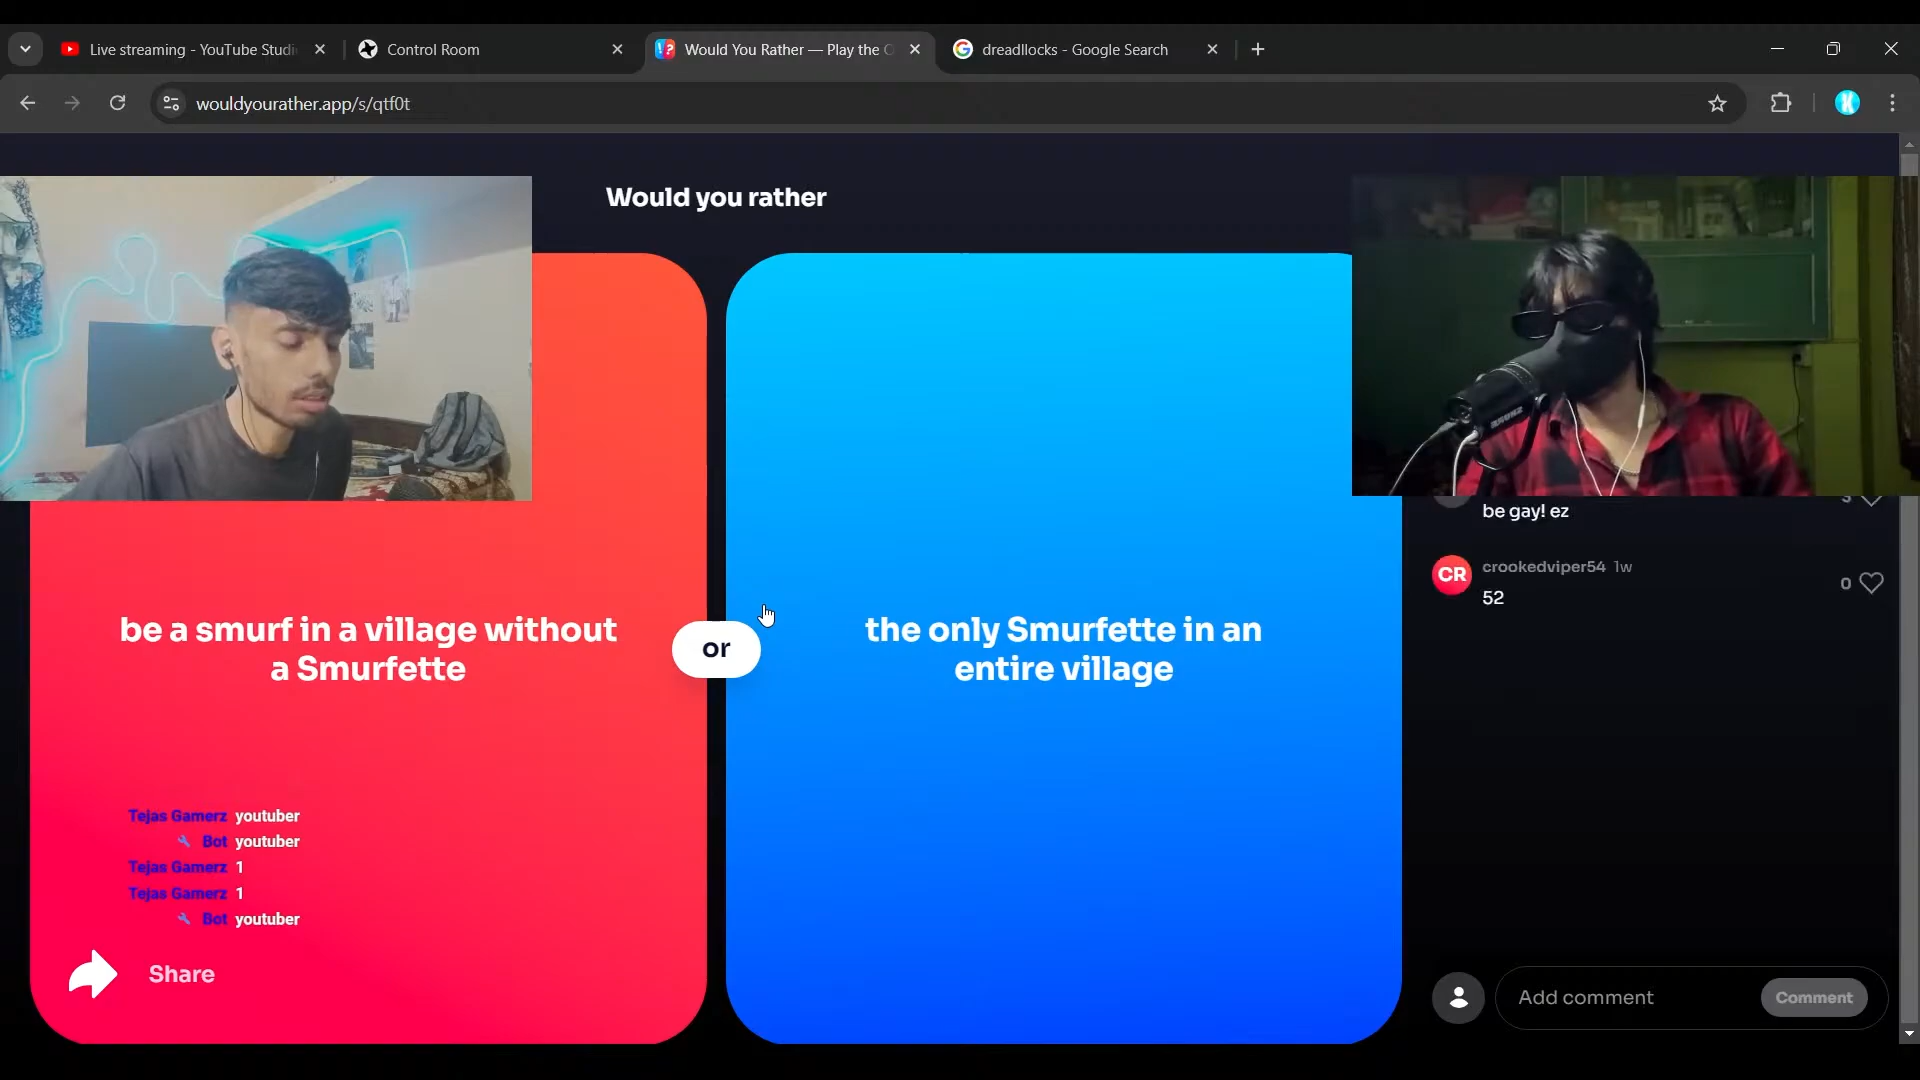 Live streaming - YouTube Studi
Control Room
Would You Rather — Play the
dreadllocks - Google Search
wouldyourather.app/s/qtf0t
Would you rather
be a smurf in a village without
a Smurfette
or
the only Smurfette in an
entire village
be gay! ez
CR
crookedviper54 1w
52
0
Tejas Gamerz youtuber
Bot youtuber
Tejas Gamerz 1
Tejas Gamerz 1
Bot youtuber
Share
Add comment
Comment